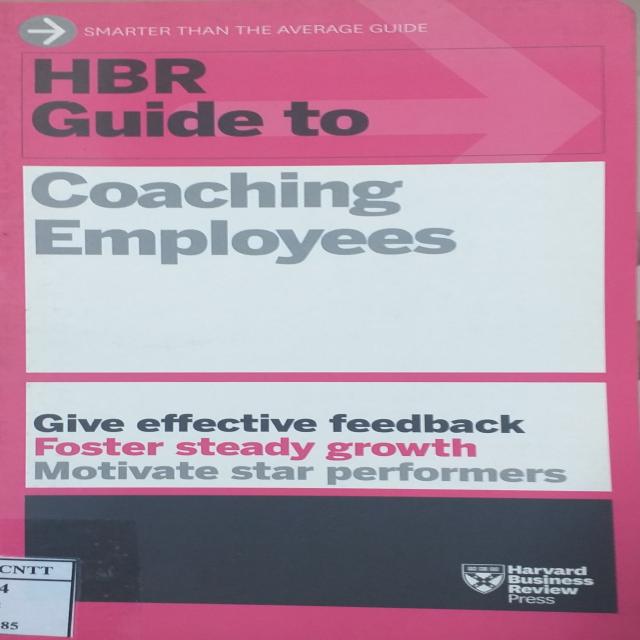 SMARTER THAN THE AVERAGE GUIDE
HBR
Guide to
Coaching
Employees
Give effective feedback
Foster steady growth
Motivate star performers
Harvard
Business
Review
Press
CNTT
4
85